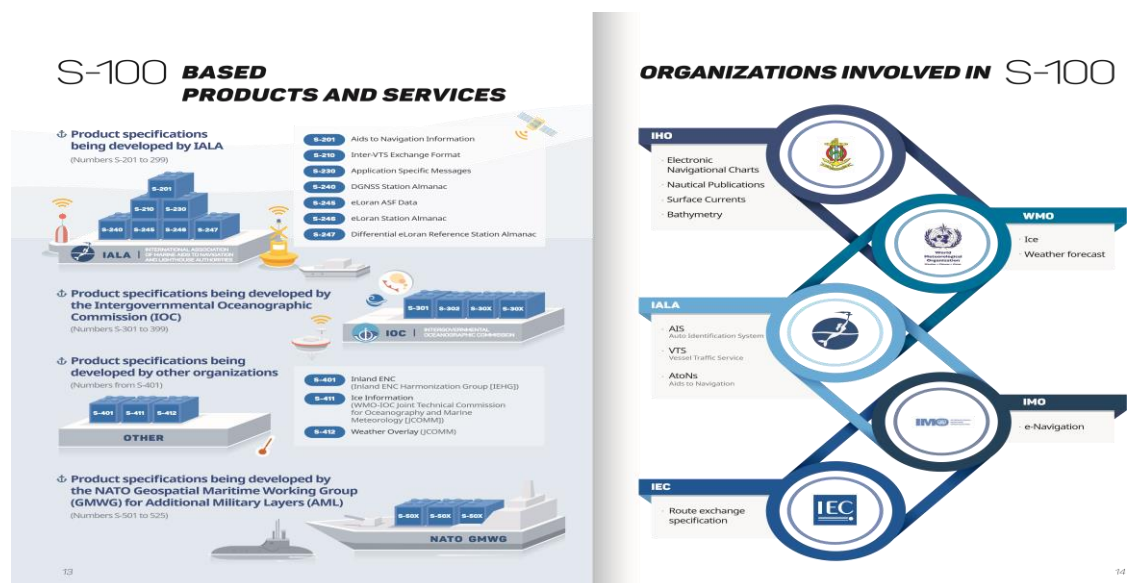 S-100 BASED
PRODUCTS AND SERVICES
Product specifications
being developed by IALA
(Numbers S-201 to 299)
S-201
S-210 S-230
S-240 S-245 S-246 S-247
IALA
INTERNATIONAL ASSOCIATION
OF MARINE AIDS TO NAVIGATION
AND LIGHTHOUSE AUTHORITIES
S-201 Aids to Navigation Information
S-210 Inter-VTS Exchange Format
S-230 Application Specific Messages
S-240 DGNSS Station Almanac
S-245 eLoran ASF Data
S-246 eLoran Station Almanac
S-247 Differential eLoran Reference Station Almanac
Product specifications being developed by
the Intergovernmental Oceanographic
Commission (IOC)
(Numbers S-301 to 399)
S-301 S-302 S-30X S-30X
IOC
INTERGOVERNMENTAL
OCEANOGRAPHIC COMMISSION
Product specifications being
developed by other organizations
(Numbers from S-401)
S-401 S-411 S-412
OTHER
S-401 Inland ENC
(Inland ENC Harmonization Group [IEHG])
S-411 Ice Information
(WMO-IOC Joint Technical Commission
for Oceanography and Marine
Meteorology [JCOMM])
S-412 Weather Overlay (JCOMM)
Product specifications being developed by
the NATO Geospatial Maritime Working Group
(GMWG) for Additional Military Layers (AML)
(Numbers S-501 to 525)
S-50X S-50X S-50X
NATO GMWG
13
ORGANIZATIONS INVOLVED IN S-100
IHO
· Electronic
Navigational Charts
· Nautical Publications
· Surface Currents
· Bathymetry
WMO
· Ice
· Weather forecast
World
Meteorological
Organization
IALA
· AIS
Auto Identification System
· VTS
Vessel Traffic Service
· AtoNs
Aids to Navigation
IMO
· e-Navigation
IMO
IEC
· Route exchange
specification
IEC
14